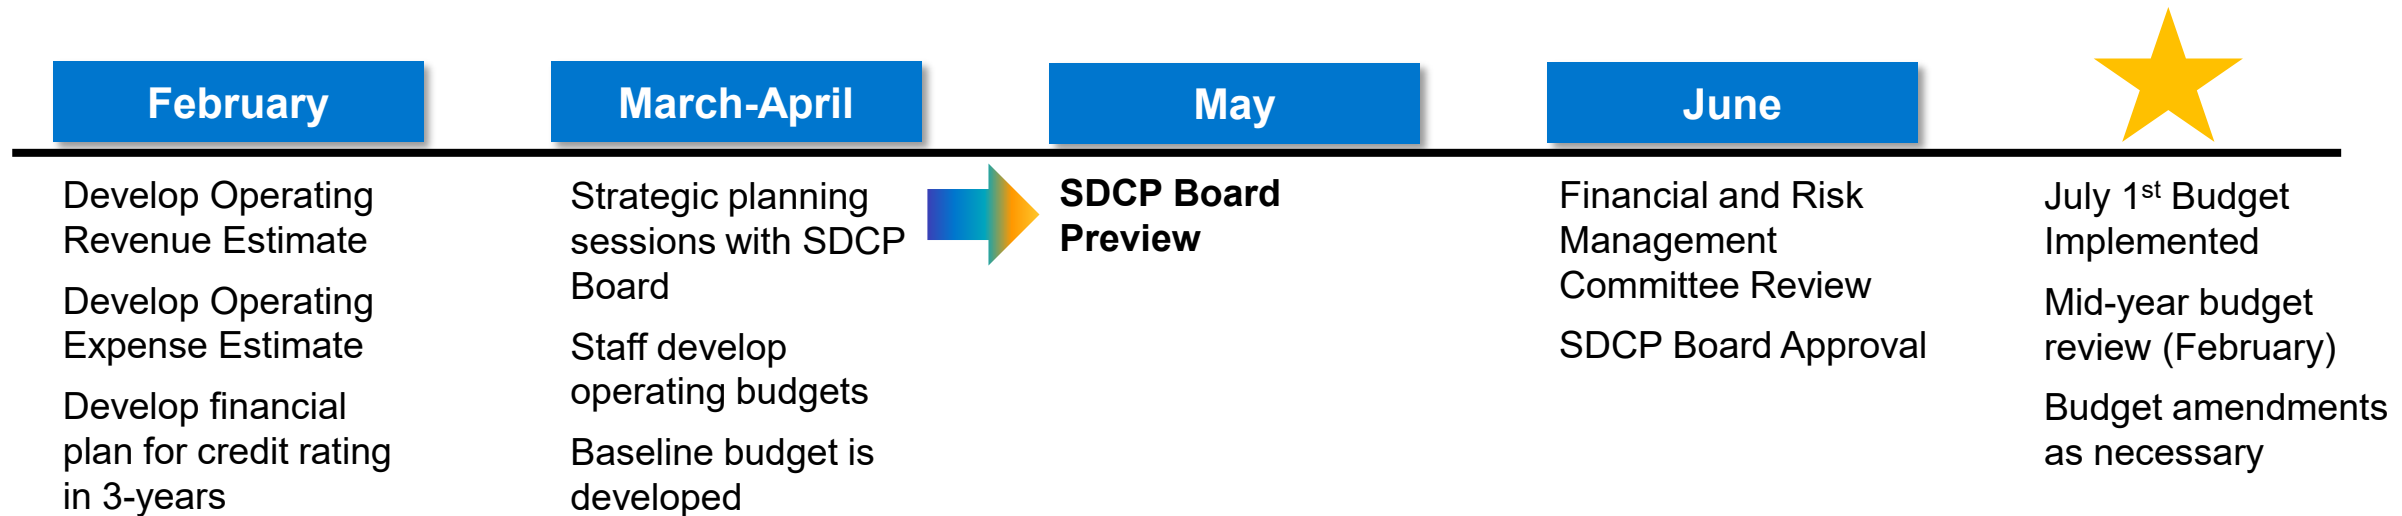 February
Develop Operating
Revenue Estimate
Develop Operating
Expense Estimate
Develop financial
plan for credit rating
in 3-years
March-April
Strategic planning
sessions with SDCP
Board
Staff develop
operating budgets
Baseline budget is
developed
May
SDCP Board
Preview
June
Financial and Risk
Management
Committee Review
SDCP Board Approval
July 1st Budget
Implemented
Mid-year budget
review (February)
Budget amendments
as necessary